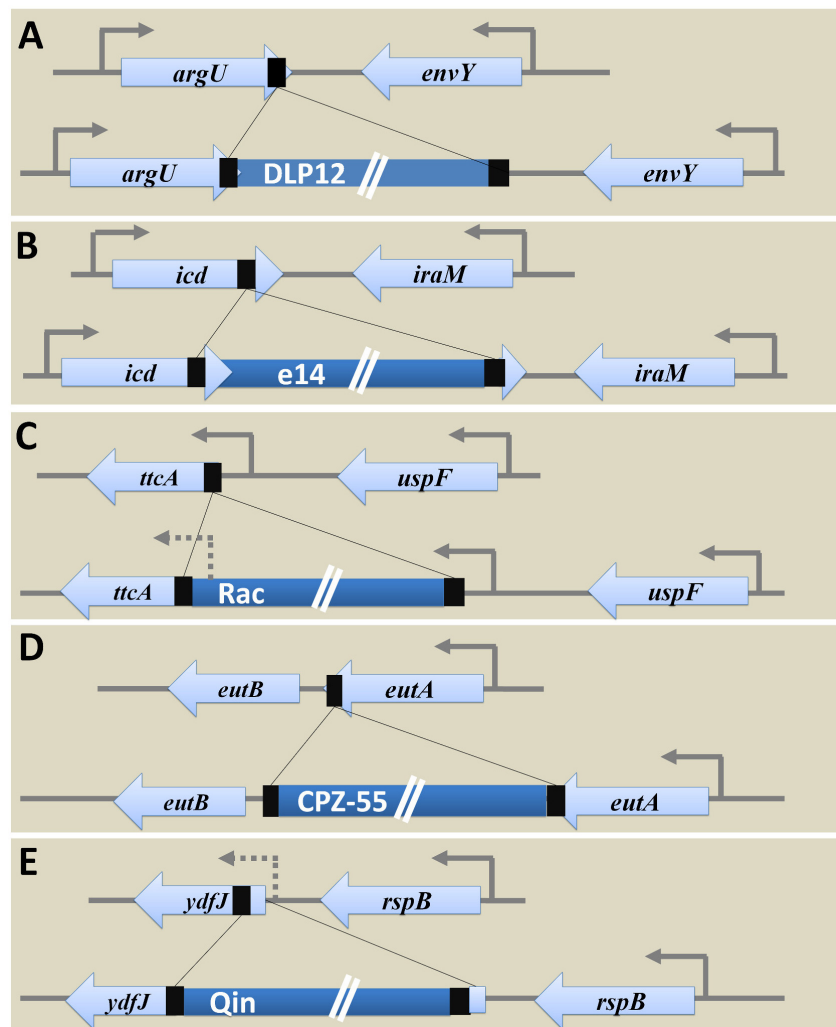 A
argU envY
argU DLP12 envY
B
icd iraM
icd e14 iraM
C
ttcA uspF
ttcA Rac uspF
D
eutB eutA
eutB CPZ-55 eutA
E
ydfJ rspB
ydfJ Qin rspB